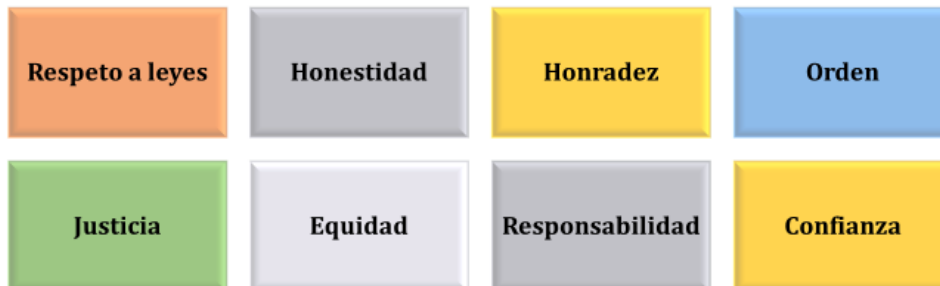 Respeto a leyes
Honestidad
Honradez
Orden
Justicia
Equidad
Responsabilidad
Confianza